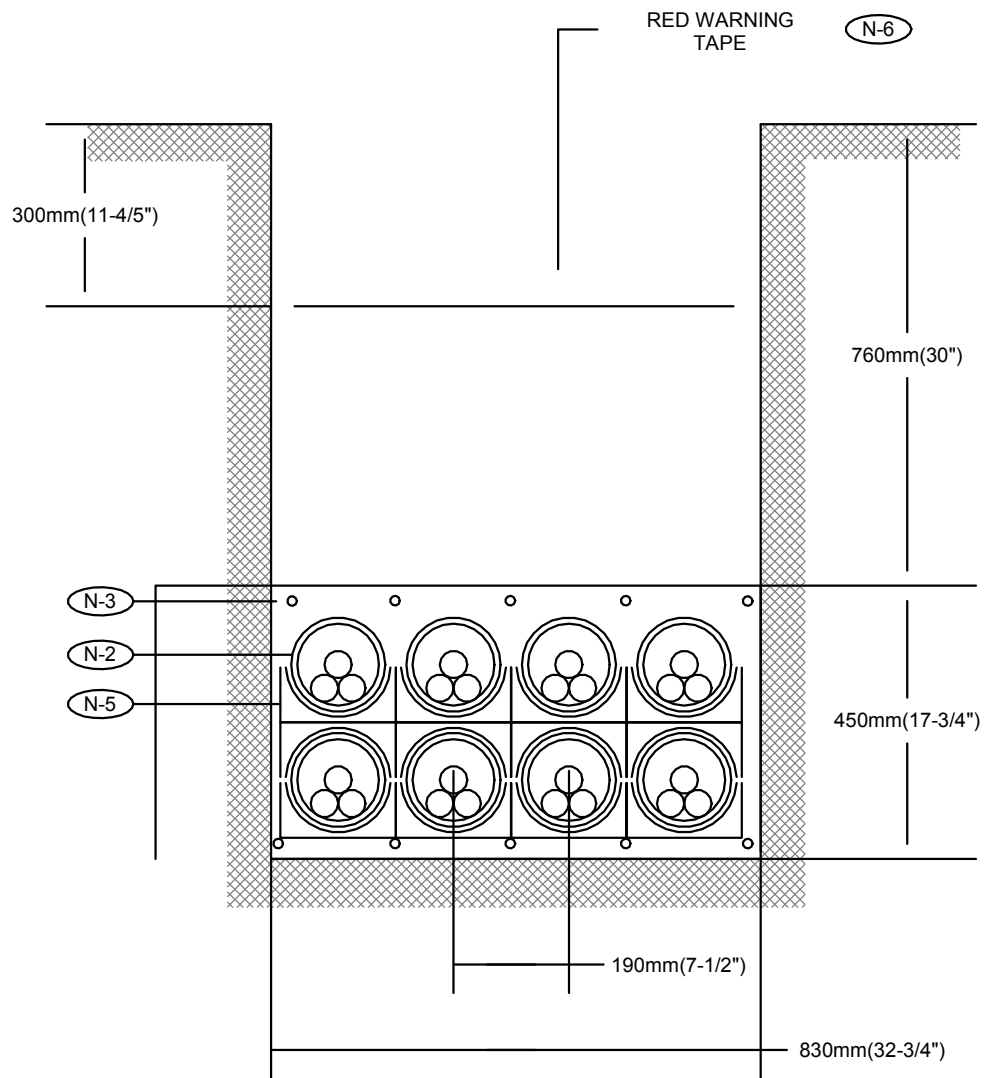 RED WARNING
TAPE
N-6
300mm(11-4/5")
760mm(30")
N-3
N-2
N-5
450mm(17-3/4")
190mm(7-1/2")
830mm(32-3/4")